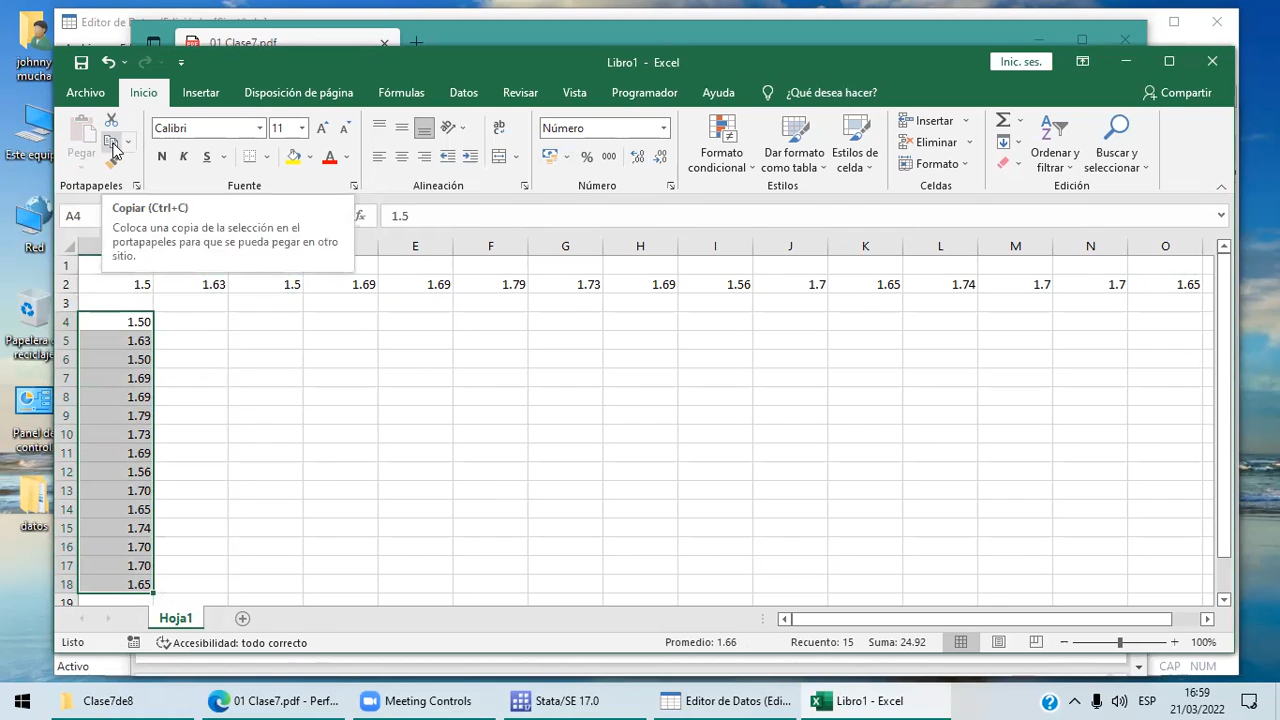 Editor de Datos (Edición)
01 Clase7.pdf
johnny
mucha
Este equip
Red
Papelera
reciclaje
Panel de
control
datos
Libro1 - Excel
Inic. ses.
Archivo Inicio Insertar Disposición de página Fórmulas Datos Revisar Vista Programador Ayuda ¿Qué desea hacer? Compartir
Pegar
Calibri 11
N K S
Número
% 000
Formato condicional
Dar formato como tabla
Estilos de celda
Insertar
Eliminar
Formato
Ordenar y filtrar
Buscar y seleccionar
Portapapeles Fuente Alineación Número Estilos Celdas Edición
A4 fx 1.5
Copiar (Ctrl+C)
Coloca una copia de la selección en el
portapapeles para que se pueda pegar en otro
sitio.
E F G H I J K L M N O
1
2 1.5 1.63 1.5 1.69 1.69 1.79 1.73 1.69 1.56 1.7 1.65 1.74 1.7 1.7 1.65
3
4 1.50
5 1.63
6 1.50
7 1.69
8 1.69
9 1.79
10 1.73
11 1.69
12 1.56
13 1.70
14 1.65
15 1.74
16 1.70
17 1.70
18 1.65
19
Hoja1
Listo Accesibilidad: todo correcto Promedio: 1.66 Recuento: 15 Suma: 24.92 100%
Activo CAP NUM
Clase7ds8 01 Clase7.pdf - Perf... Meeting Controls Stata/SE 17.0 Editor de Datos (Edi... Libro1 - Excel ESP 16:59
21/03/2022